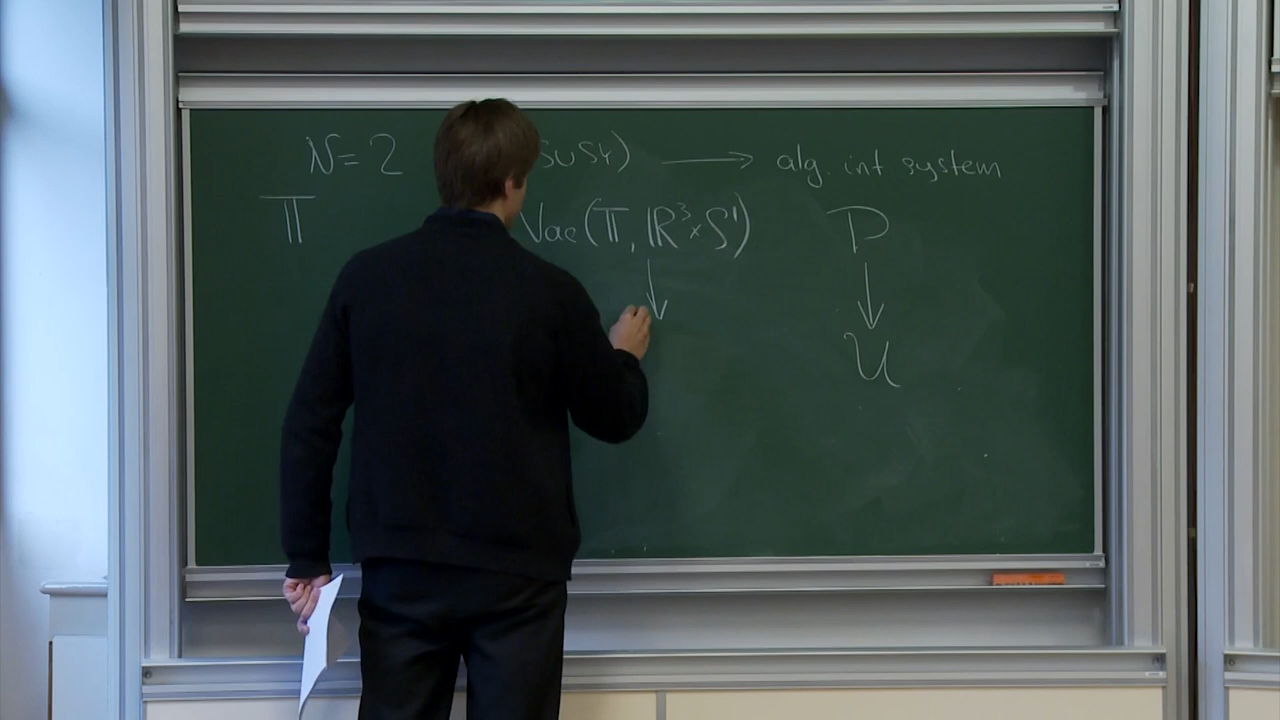 N=2 SUSY) → alg. int system
𝕋 Vac(𝕋, ℝ³×S¹) P
↓ ↓
U